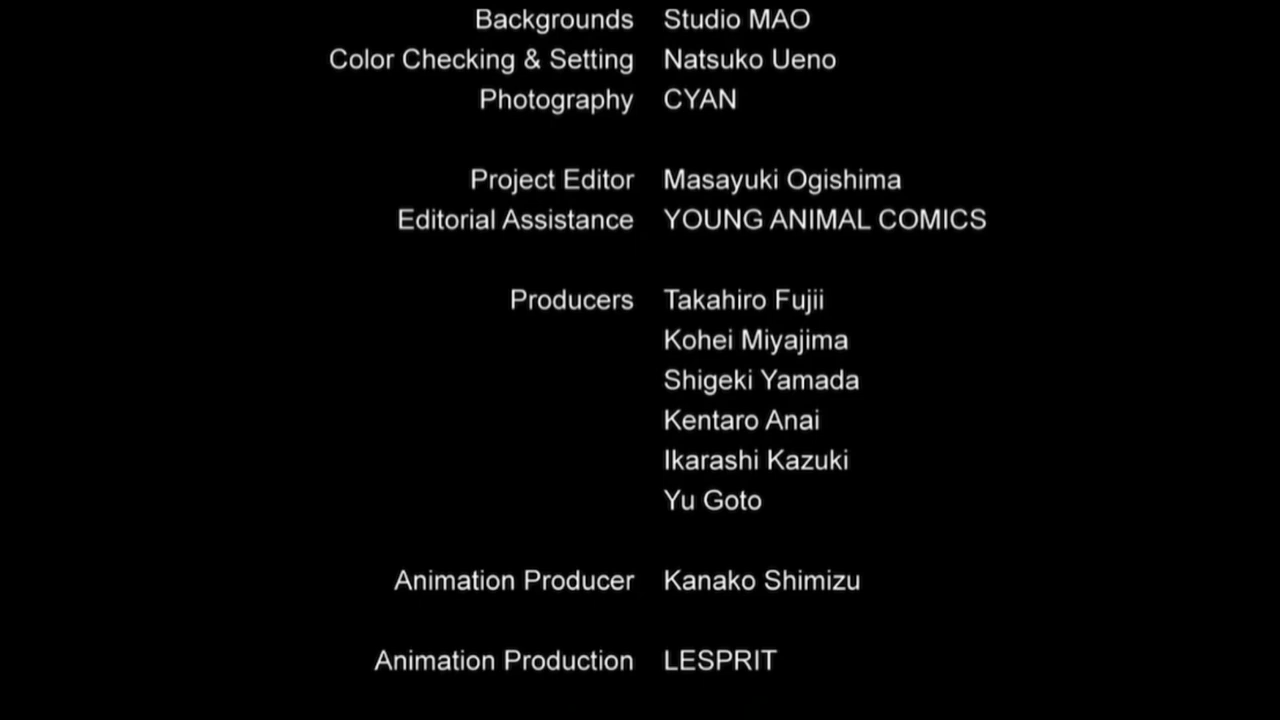 Backgrounds Studio MAO
Color Checking & Setting Natsuko Ueno
Photography CYAN
Project Editor Masayuki Ogishima
Editorial Assistance YOUNG ANIMAL COMICS
Producers Takahiro Fujii
Kohei Miyajima
Shigeki Yamada
Kentaro Anai
Ikarashi Kazuki
Yu Goto
Animation Producer Kanako Shimizu
Animation Production LESPRIT